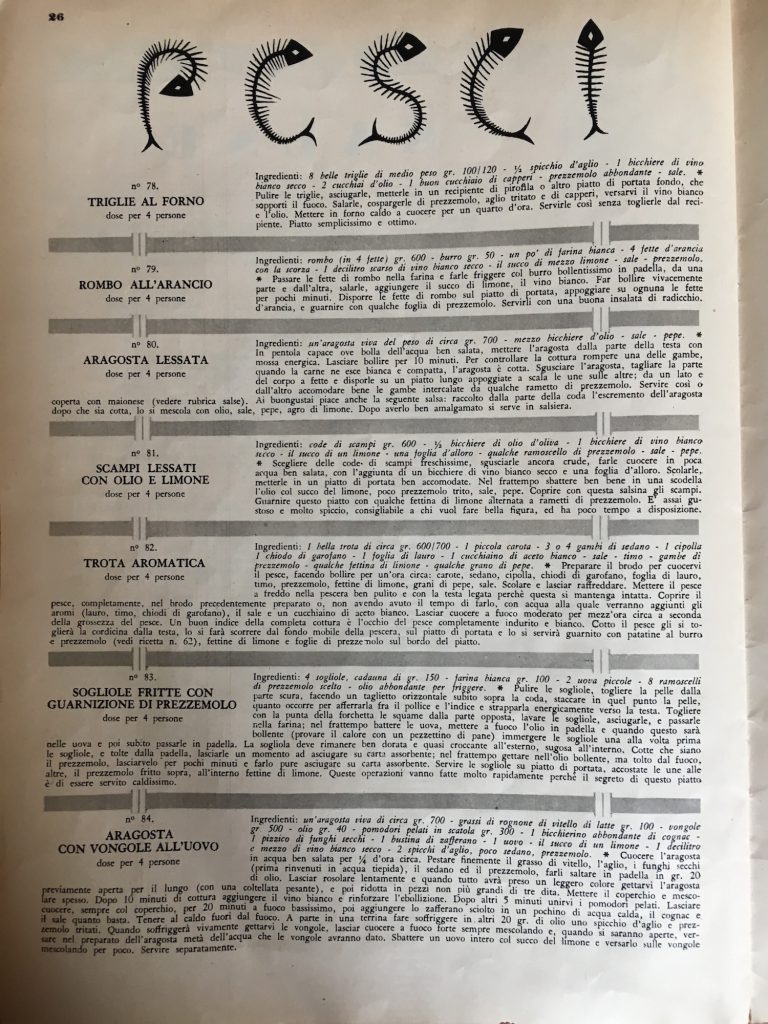 26
PESCI
nº 78.
TRIGLIE AL FORNO
dose per 4 persone
Ingredienti: 8 belle triglie di medio peso gr. 100/120 - ½ spicchio d'aglio - 1 bicchiere di vino
bianco secco - 2 cucchiai d'olio - 1 buon cucchiaio di capperi - prezzemolo abbondante - sale. *
Pulire le triglie, asciugarle, metterle in un recipiente di pirofila o altro piatto di portata fondo, che
sopporti il fuoco. Salarle, cospargerle di prezzemolo, aglio tritato e di capperi, versarvi il vino bianco
e l'olio. Mettere in forno caldo a cuocere per un quarto d'ora. Servirle così senza toglierle dal reci-
piente. Piatto semplicissimo e ottimo.
nº 79.
ROMBO ALL'ARANCIO
dose per 4 persone
Ingredienti: rombo (in 4 fette) gr. 600 - burro gr. 50 - un po' di farina bianca - 4 fette d'arancia
con la scorza - 1 decilitro scarso di vino bianco secco - il succo di mezzo limone - sale - prezzemolo.
* Passare le fette di rombo nella farina e farle friggere col burro bollentissimo in padella, da una
parte e dall'altra, salarle, aggiungere il succo di limone, il vino bianco. Far bollire vivacemente
per pochi minuti. Disporre le fette di rombo sul piatto di portata, appoggiare su ognuna le fette
d'arancia, e guarnire con qualche foglia di prezzemolo. Servirli con una buona insalata di radicchio.
nº 80.
ARAGOSTA LESSATA
dose per 4 persone
Ingredienti: un'aragosta viva del peso di circa gr. 700 - mezzo bicchiere d'olio - sale - pepe. *
In pentola capace ove bolla dell'acqua ben salata, mettere l'aragosta dalla parte della testa con
mossa energica. Lasciare bollire per 10 minuti. Per controllare la cottura rompere una delle gambe,
quando la carne ne esce bianca e compatta, l'aragosta è cotta. Sgusciare l'aragosta, tagliare la parte
del corpo a fette e disporle su un piatto lungo appoggiate a scala le une sulle altre; da un lato e
dall'altro accomodare bene le gambe intercalate da qualche rametto di prezzemolo. Servire così o
coperta con maionese (vedere rubrica salse). Ai buongustai piace anche la seguente salsa: raccolto dalla parte della coda l'escremento dell'aragosta
dopo che sia cotta, lo si mescola con olio, sale, pepe, agro di limone. Dopo averlo ben amalgamato si serve in salsiera.
nº 81.
SCAMPI LESSATI
CON OLIO E LIMONE
dose per 4 persone
Ingredienti: code di scampi gr. 600 - ½ bicchiere di olio d'oliva - 1 bicchiere di vino bianco
secco - il succo di un limone - una foglia d'alloro - qualche ramoscello di prezzemolo - sale - pepe.
* Scegliere delle code di scampi freschissime, sgusciarle ancora crude, farle cuocere in poca
acqua ben salata, con l'aggiunta di un bicchiere di vino bianco secco e una foglia d'alloro. Scolarle,
metterle in un piatto di portata ben accomodate. Nel frattempo sbattere ben bene in una scodella
l'olio col succo del limone, poco prezzemolo trito, sale, pepe. Coprire con questa salsina gli scampi.
Guarnire questo piatto con qualche fettina di limone alternata a rametti di prezzemolo. E' assai gu-
stoso e molto spiccio, consigliabile a chi vuol fare bella figura, ed ha poco tempo a disposizione.
nº 82.
TROTA AROMATICA
dose per 4 persone
Ingredienti: 1 bella trota di circa gr. 600/700 - 1 piccola carota - 3 o 4 gambi di sedano - 1 cipolla
1 chiodo di garofano - 1 foglia di lauro - 1 cucchiaino di aceto bianco - sale - timo - gambe di
prezzemolo - qualche fettina di limone - qualche grano di pepe. * Preparare il brodo per cuocervi
il pesce, facendo bollire per un'ora circa: carote, sedano, cipolla, chiodi di garofano, foglia di lauro,
timo, prezzemolo, fettine di limone, grani di pepe, sale. Scolare e lasciar raffreddare. Mettere il pesce
a freddo nella pescera ben pulito e con la testa legata perchè questa si mantenga intatta. Coprire il
pesce, completamente, nel brodo precedentemente preparato o, non avendo avuto il tempo di farlo, con acqua alla quale verranno aggiunti gli
aromi (lauro, timo, chiodi di garofano), il sale e un cucchiaino di aceto bianco. Lasciar cuocere a fuoco moderato per mezz'ora circa a seconda
della grossezza del pesce. Un buon indice della completa cottura è l'occhio del pesce completamente indurito e bianco. Cotto il pesce gli si to-
glierà la cordicina dalla testa, lo si farà scorrere dal fondo mobile della pescera, sul piatto di portata e lo si servirà guarnito con patatine al burro
e prezzemolo (vedi ricetta n. 62), fettine di limone e foglie di prezzemolo sul bordo del piatto.
nº 83.
SOGLIOLE FRITTE CON
GUARNIZIONE DI PREZZEMOLO
dose per 4 persone
Ingredienti: 4 sogliole, cadauna di gr. 150 - farina bianca gr. 100 - 2 uova piccole - 8 ramoscelli
di prezzemolo scelto - olio abbondante per friggere. * Pulire le sogliole, togliere la pelle dalla
parte scura, facendo un taglietto orizzontale subito sopra la coda, staccare in quel punto la pelle,
quanto occorre per afferrarla fra il pollice e l'indice e strapparla energicamente verso la testa. Togliere
con la punta della forchetta le squame dalla parte opposta, lavare le sogliole, asciugarle, e passarle
nella farina; nel frattempo battere le uova, mettere a fuoco l'olio in padella e quando questo sarà
bollente (provare il calore con un pezzettino di pane) immergere le sogliole una alla volta prima
nelle uova e poi subito passarle in padella. La sogliola deve rimanere ben dorata e quasi croccante all'esterno, sugosa all'interno. Cotte che siano
le sogliole, e tolte dalla padella, lasciarle un momento ad asciugare su carta assorbente; nel frattempo gettare nell'olio bollente, ma tolto dal fuoco,
il prezzemolo, lasciarvelo per pochi minuti e farlo pure asciugare su carta assorbente. Servire le sogliole su piatto di portata, accostate le une alle
altre, il prezzemolo fritto sopra, all'interno fettine di limone. Queste operazioni vanno fatte molto rapidamente perchè il segreto di questo piatto
è di essere servito caldissimo.
nº 84.
ARAGOSTA
CON VONGOLE ALL'UOVO
dose per 4 persone
Ingredienti: un'aragosta viva di circa gr. 700 - grassi di rognone di vitello di latte gr. 100 - vongole
gr. 500 - olio gr. 40 - pomodori pelati in scatola gr. 300 - 1 bicchierino abbondante di cognac -
1 pizzico di funghi secchi - 1 bustina di zafferano - 1 uovo - il succo di un limone - 1 decilitro
e mezzo di vino bianco secco - 2 spicchi d'aglio, poco sedano, prezzemolo. * Cuocere l'aragosta
in acqua ben salata per ¼ d'ora circa. Pestare finemente il grasso di vitello, l'aglio, i funghi secchi
(prima rinvenuti in acqua tiepida), il sedano ed il prezzemolo, farli saltare in padella in gr. 20
di olio. Lasciar rosolare lentamente e quando tutto avrà preso un leggero colore gettarvi l'aragosta
previamente aperta per il lungo (con una coltellata pesante), e poi ridotta in pezzi non più grandi di tre dita. Mettere il coperchio e mesco-
lare spesso. Dopo 10 minuti di cottura aggiungere il vino bianco e rinforzare l'ebollizione. Dopo altri 5 minuti unirvi i pomodori pelati. Lasciare
cuocere, sempre col coperchio, per 20 minuti a fuoco bassissimo, poi aggiungere lo zafferano sciolto in un pochino di acqua calda, il cognac e
il sale quanto basta. Tenere al caldo fuori dal fuoco. A parte in una terrina fare soffriggere in altri 20 gr. di olio uno spicchio d'aglio e prez-
zemolo tritati. Quando soffriggerà vivamente gettarvi le vongole, lasciar cuocere a fuoco forte sempre mescolando e, quando si saranno aperte, ver-
sare nel preparato dell'aragosta metà dell'acqua che le vongole avranno dato. Sbattere un uovo intero col succo del limone e versarlo sulle vongole
mescolando per poco. Servire separatamente.